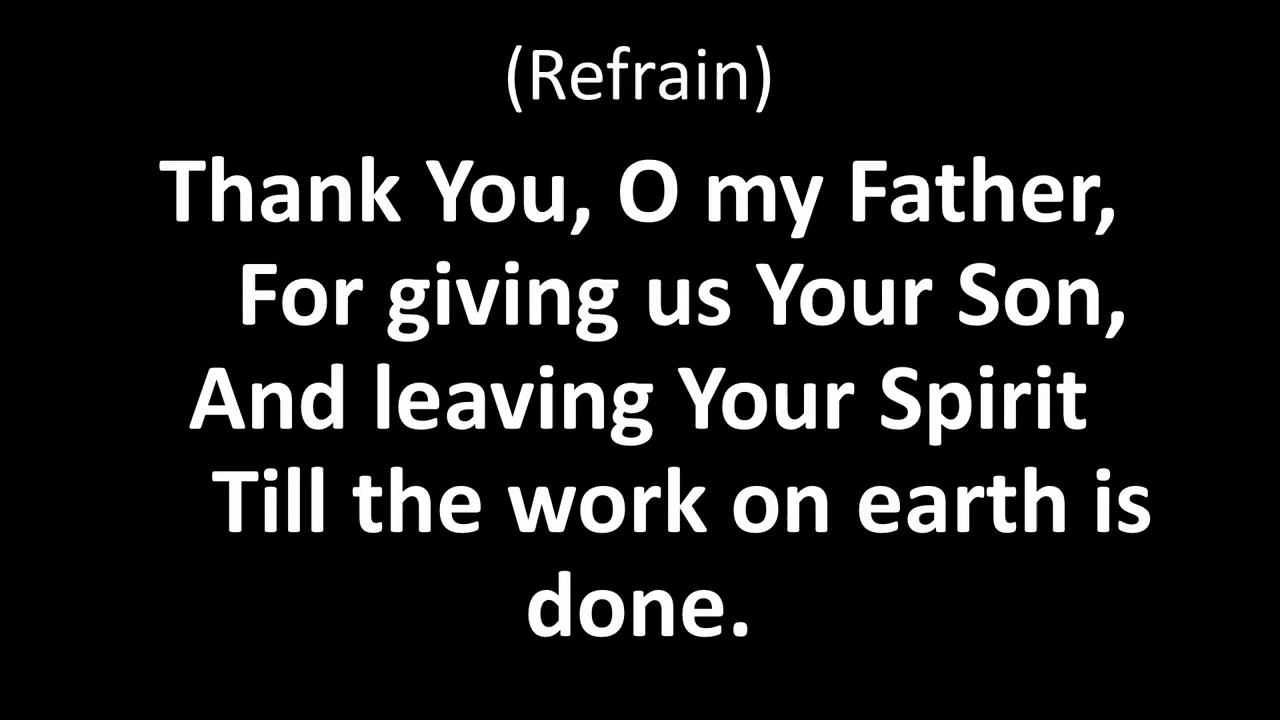 (Refrain)
Thank You, O my Father,
For giving us Your Son,
And leaving Your Spirit
Till the work on earth is
done.